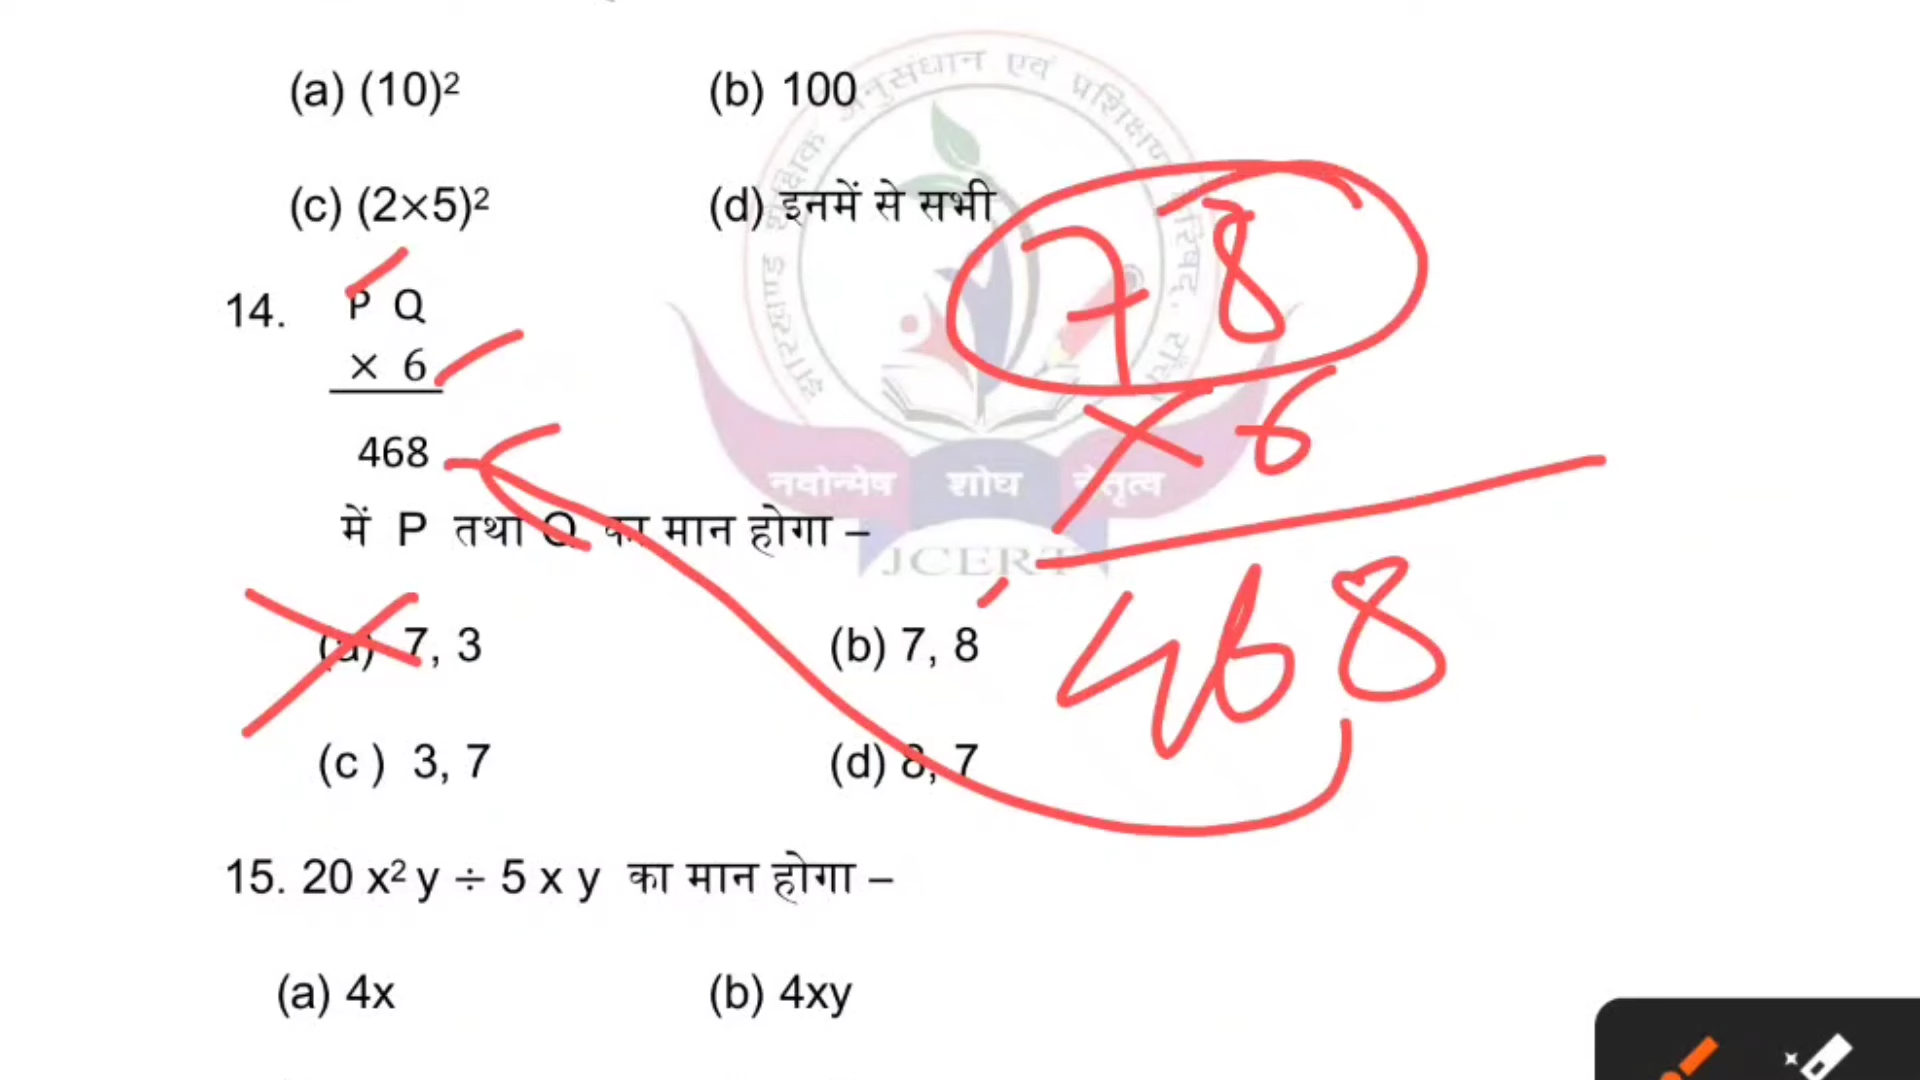 (a) (10)² (b) 100
(c) (2×5)² (d) इनमें से सभी
14. P Q
× 6
468
में P तथा Q का मान होगा –
(a) 7, 3 (b) 7, 8
(c ) 3, 7 (d) 8, 7
78
× 6
468
15. 20 x² y ÷ 5 x y का मान होगा –
(a) 4x (b) 4xy
नवोन्मेष शोध नेतृत्व
JCERT